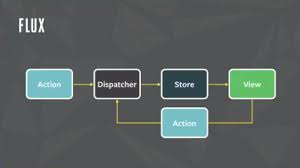 FLUX
Action
Dispatcher
Store
View
Action